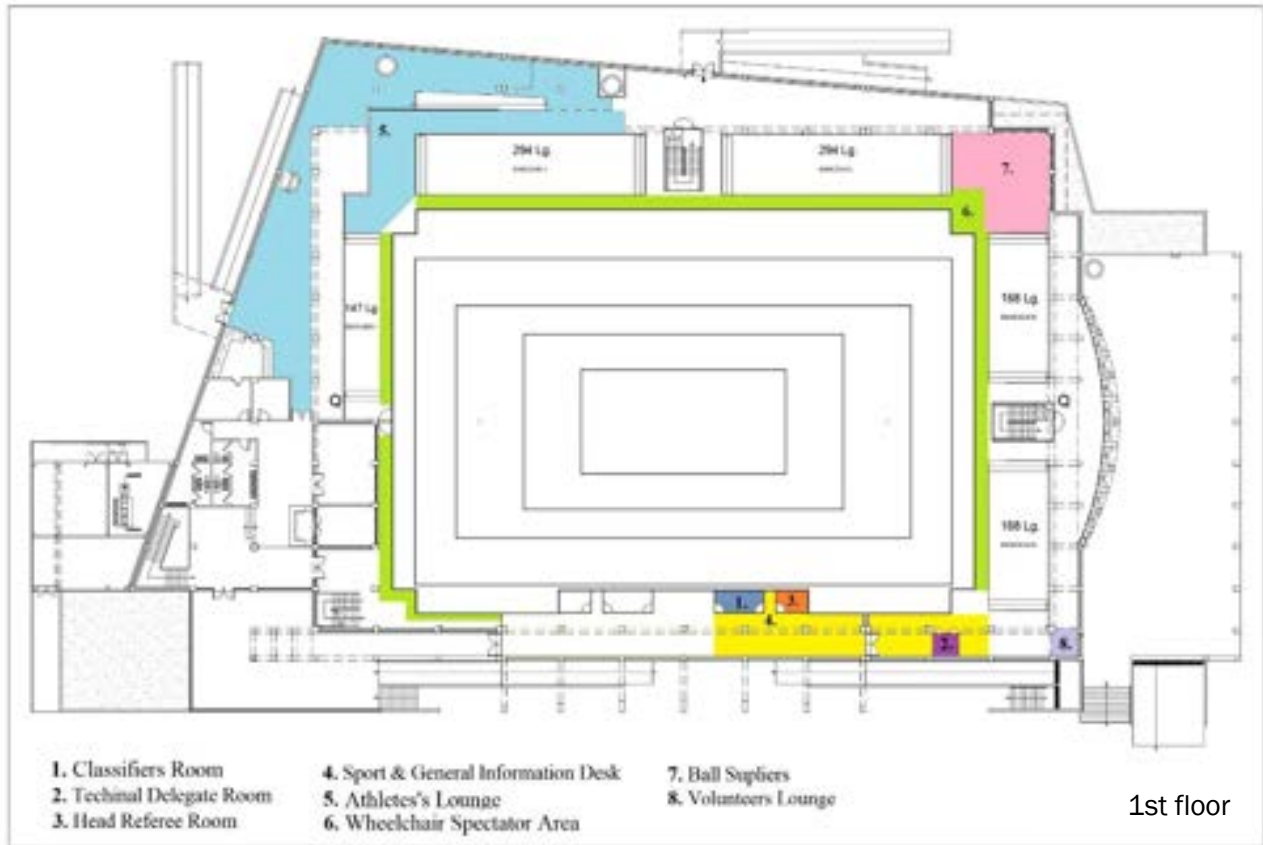 5.
294 Lg.
294 Lg.
7.
6.
147 Lg.
168 Lg.
Q
Q
168 Lg.
1.
3.
4.
2.
8.
1. Classifiers Room
2. Techinal Delegate Room
3. Head Referee Room
4. Sport & General Information Desk
5. Athletes's Lounge
6. Wheelchair Spectator Area
7. Ball Supliers
8. Volunteers Lounge
1st floor